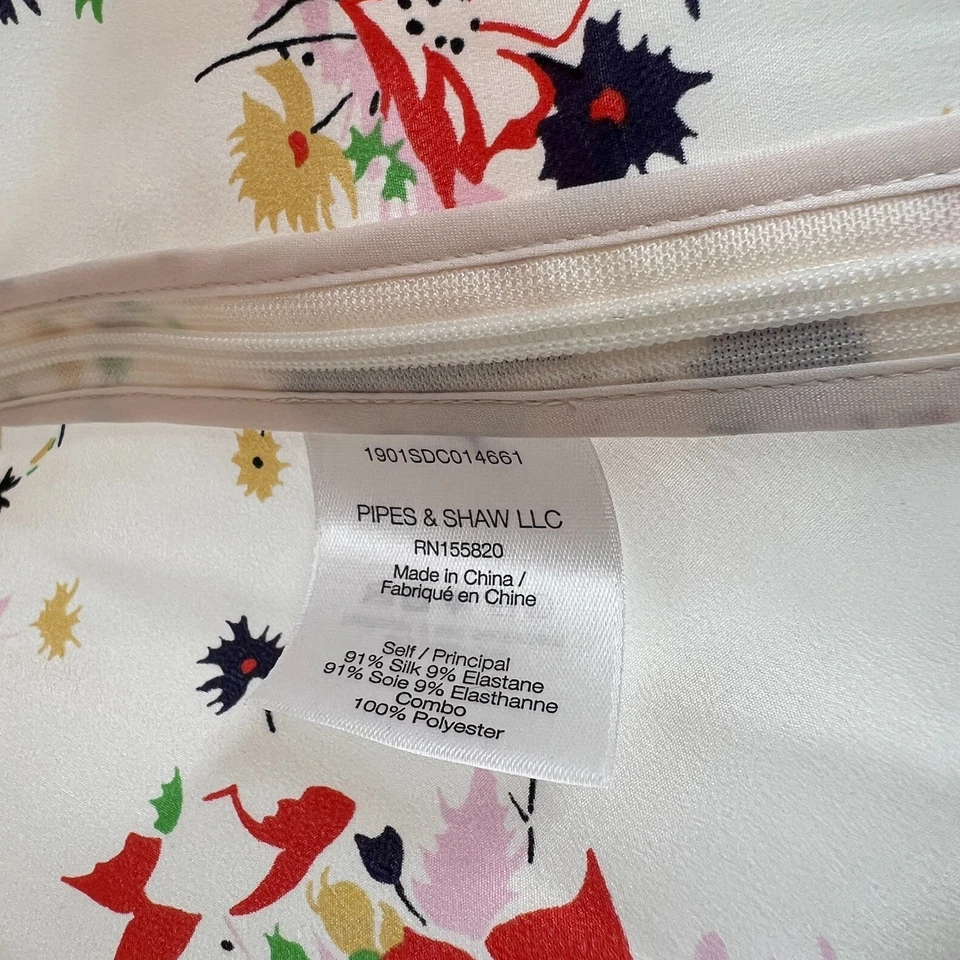 1901SDC014661
PIPES & SHAW LLC
RN155820
Made in China /
Fabriqué en Chine
Self / Principal
91% Silk 9% Elastane
91% Soie 9% Elasthanne
Combo
100% Polyester